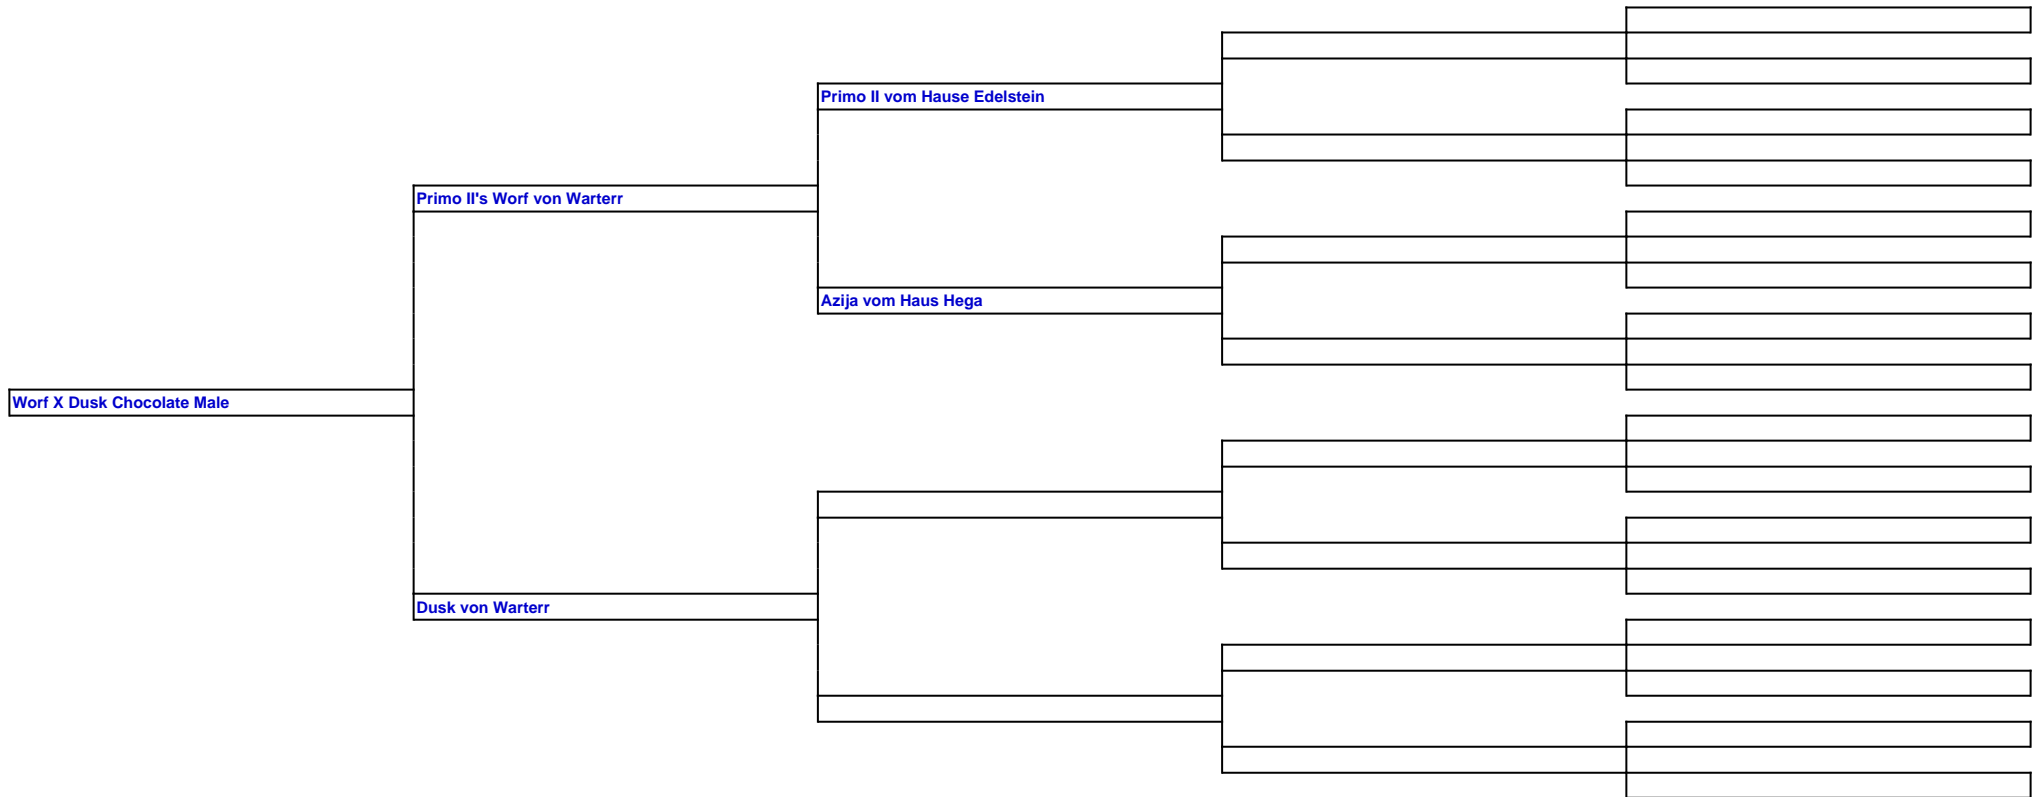 Primo II vom Hause Edelstein
Primo II's Worf von Warterr
Azija vom Haus Hega
Worf X Dusk Chocolate Male
Dusk von Warterr